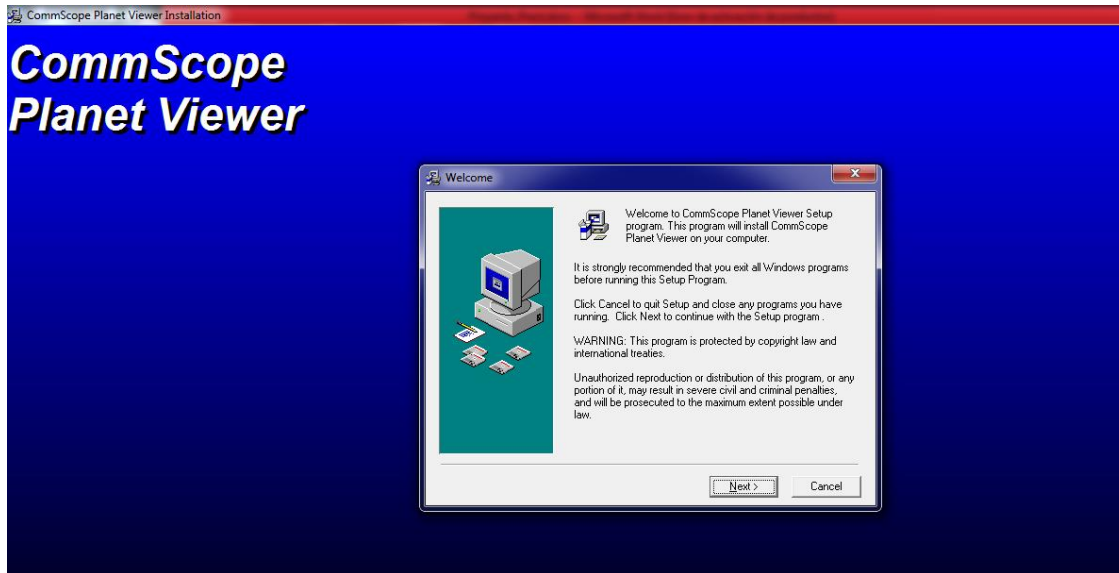 CommScope Planet Viewer Installation
CommScope
Planet Viewer
Welcome
Welcome to CommScope Planet Viewer Setup
program. This program will install CommScope
Planet Viewer on your computer.
It is strongly recommended that you exit all Windows programs
before running this Setup Program.
Click Cancel to quit Setup and close any programs you have
running. Click Next to continue with the Setup program .
WARNING: This program is protected by copyright law and
international treaties.
Unauthorized reproduction or distribution of this program, or any
portion of it, may result in severe civil and criminal penalties,
and will be prosecuted to the maximum extent possible under
law.
Next >
Cancel